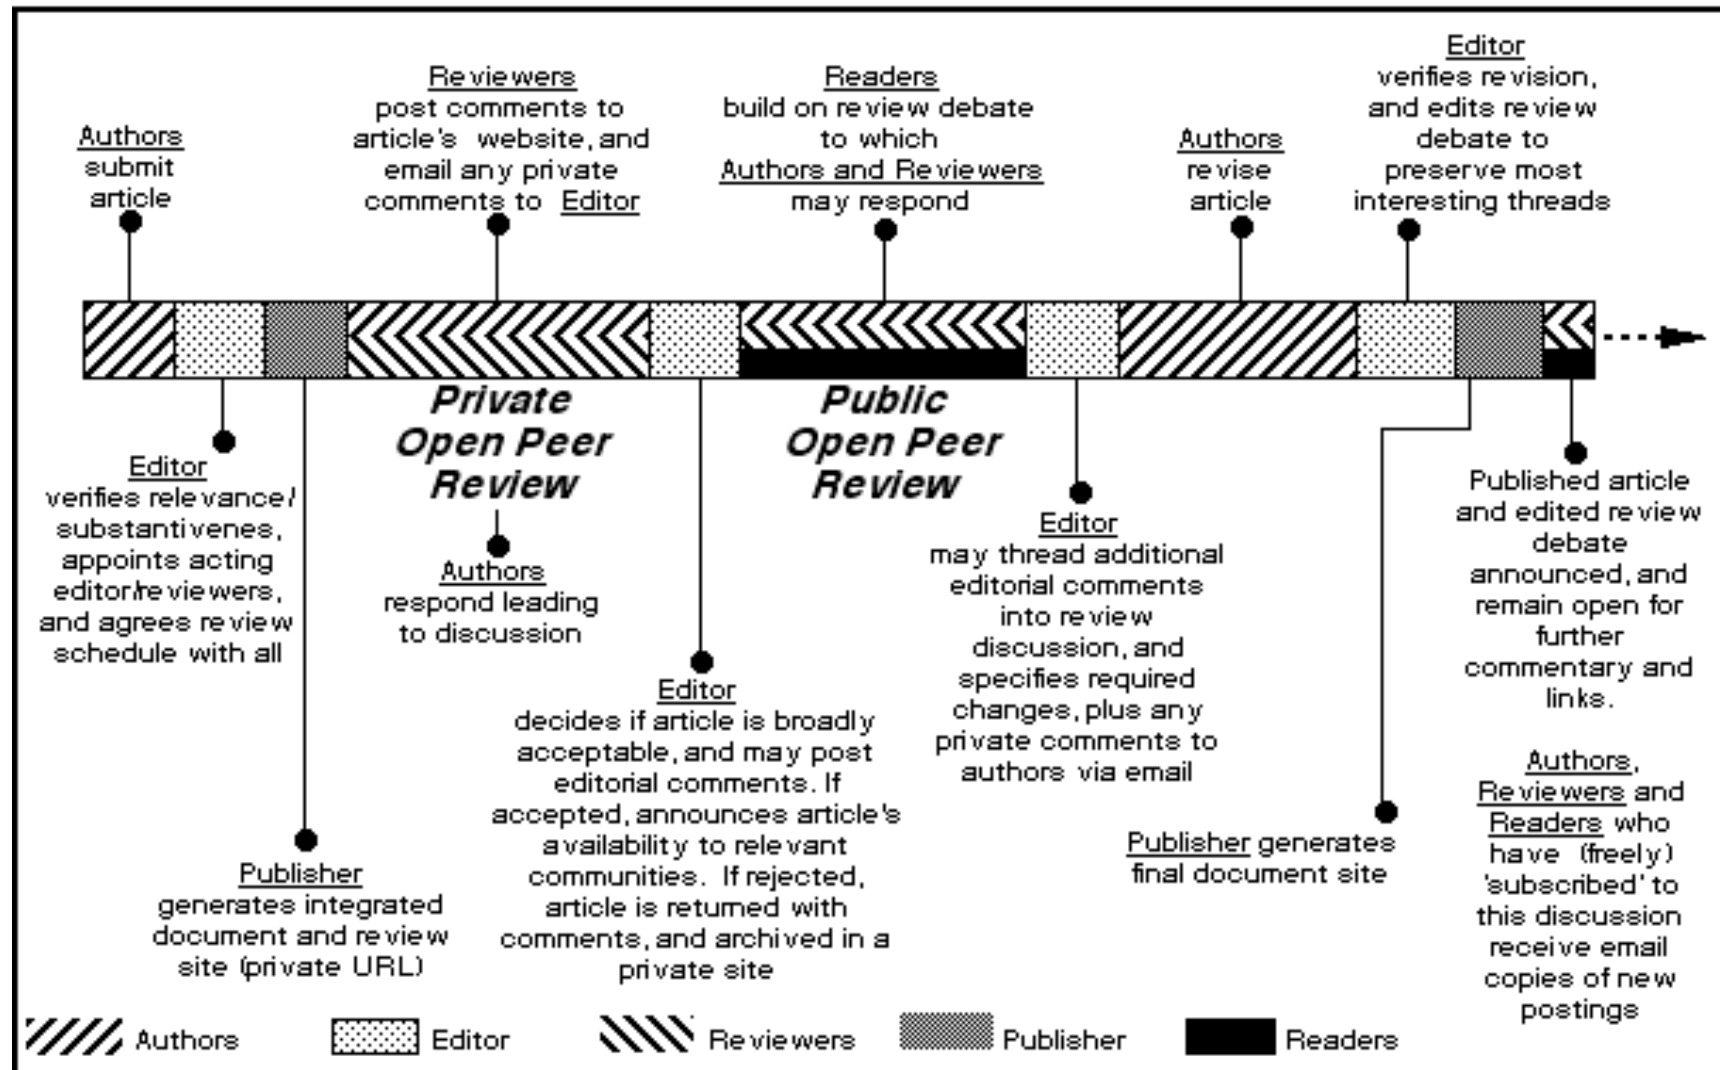 Authors
submit
article
Reviewers
post comments to
article's website, and
email any private
comments to Editor
Readers
build on review debate
to which
Authors and Reviewers
may respond
Authors
revise
article
Editor
verifies revision,
and edits review
debate to
preserve most
interesting threads
Private
Open Peer
Review
Public
Open Peer
Review
Editor
verifies relevance/
substantivenes,
appoints acting
editor/reviewers,
and agrees review
schedule with all
Publisher
generates integrated
document and review
site (private URL)
Authors
respond leading
to discussion
Editor
decides if article is broadly
acceptable, and may post
editorial comments. If
accepted, announces article's
availability to relevant
communities. If rejected,
article is returned with
comments, and archived in a
private site
Editor
may thread additional
editorial comments
into review
discussion, and
specifies required
changes, plus any
private comments to
authors via email
Publisher generates
final document site
Published article
and edited review
debate
announced, and
remain open for
further
commentary and
links.
Authors,
Reviewers and
Readers who
have (freely)
'subscribed' to
this discussion
receive email
copies of new
postings
Authors
Editor
Reviewers
Publisher
Readers